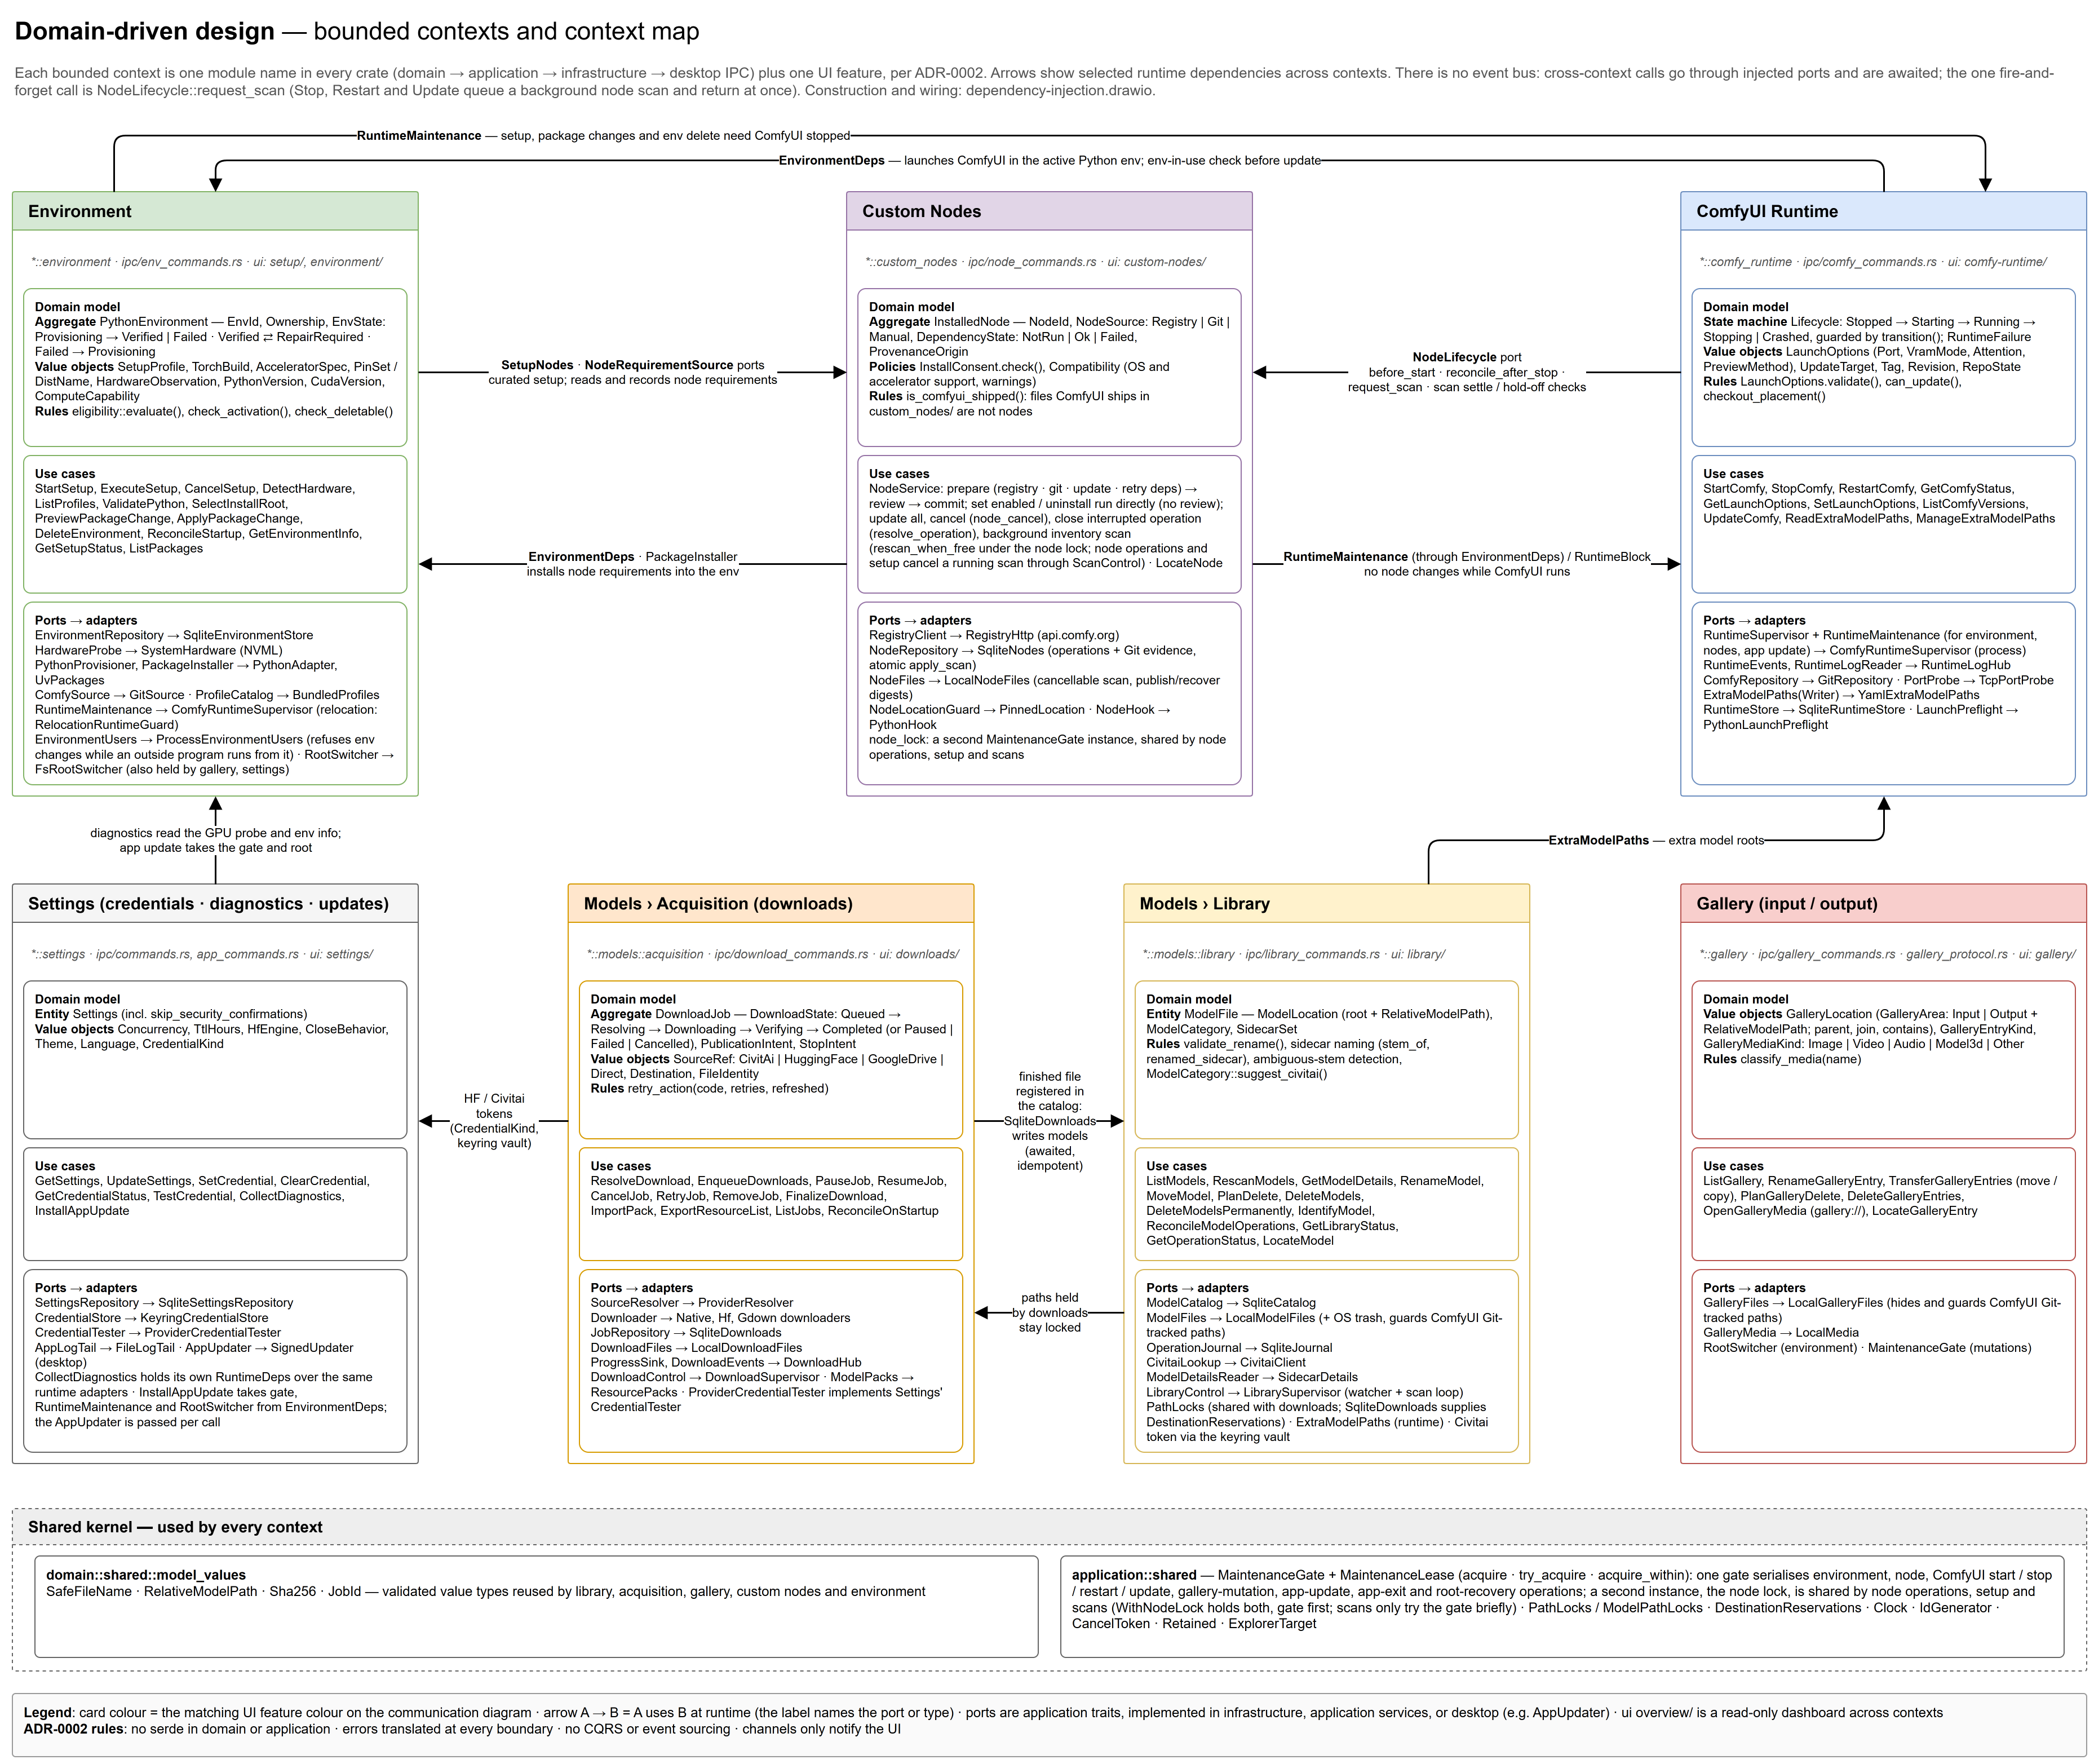 Domain-driven design — bounded contexts and context map
Each bounded context is one module name in every crate (domain → application → infrastructure → desktop IPC) plus one UI feature, per ADR-0002. Arrows show selected runtime dependencies across contexts. There is no event bus: cross-context calls go through injected ports and are awaited; the one fire-and-
forget call is NodeLifecycle::request_scan (Stop, Restart and Update queue a background node scan and return at once). Construction and wiring: dependency-injection.drawio.
RuntimeMaintenance — setup, package changes and env delete need ComfyUI stopped
EnvironmentDeps — launches ComfyUI in the active Python env; env-in-use check before update
Environment
*::environment · ipc/env_commands.rs · ui: setup/, environment/
Domain model
Aggregate PythonEnvironment — EnvId, Ownership, EnvState:
Provisioning → Verified | Failed · Verified ⇄ RepairRequired ·
Failed → Provisioning
Value objects SetupProfile, TorchBuild, AcceleratorSpec, PinSet /
DistName, HardwareObservation, PythonVersion, CudaVersion,
ComputeCapability
Rules eligibility::evaluate(), check_activation(), check_deletable()
Use cases
StartSetup, ExecuteSetup, CancelSetup, DetectHardware,
ListProfiles, ValidatePython, SelectInstallRoot,
PreviewPackageChange, ApplyPackageChange,
DeleteEnvironment, ReconcileStartup, GetEnvironmentInfo,
GetSetupStatus, ListPackages
Ports → adapters
EnvironmentRepository → SqliteEnvironmentStore
HardwareProbe → SystemHardware (NVML)
PythonProvisioner, PackageInstaller → PythonAdapter,
UvPackages
ComfySource → GitSource · ProfileCatalog → BundledProfiles
RuntimeMaintenance → ComfyRuntimeSupervisor (relocation:
RelocationRuntimeGuard)
EnvironmentUsers → ProcessEnvironmentUsers (refuses env
changes while an outside program runs from it) · RootSwitcher →
FsRootSwitcher (also held by gallery, settings)
SetupNodes · NodeRequirementSource ports
curated setup; reads and records node requirements
EnvironmentDeps · PackageInstaller
installs node requirements into the env
Custom Nodes
*::custom_nodes · ipc/node_commands.rs · ui: custom-nodes/
Domain model
Aggregate InstalledNode — NodeId, NodeSource: Registry | Git |
Manual, DependencyState: NotRun | Ok | Failed,
ProvenanceOrigin
Policies InstallConsent.check(), Compatibility (OS and
accelerator support, warnings)
Rules is_comfyui_shipped(): files ComfyUI ships in
custom_nodes/ are not nodes
Use cases
NodeService: prepare (registry · git · update · retry deps) →
review → commit; set enabled / uninstall run directly (no review);
update all, cancel (node_cancel), close interrupted operation
(resolve_operation), background inventory scan
(rescan_when_free under the node lock; node operations and
setup cancel a running scan through ScanControl) · LocateNode
Ports → adapters
RegistryClient → RegistryHttp (api.comfy.org)
NodeRepository → SqliteNodes (operations + Git evidence,
atomic apply_scan)
NodeFiles → LocalNodeFiles (cancellable scan, publish/recover
digests)
NodeLocationGuard → PinnedLocation · NodeHook →
PythonHook
node_lock: a second MaintenanceGate instance, shared by node
operations, setup and scans
NodeLifecycle port
before_start · reconcile_after_stop ·
request_scan · scan settle / hold-off checks
RuntimeMaintenance (through EnvironmentDeps) / RuntimeBlock
no node changes while ComfyUI runs
ComfyUI Runtime
*::comfy_runtime · ipc/comfy_commands.rs · ui: comfy-runtime/
Domain model
State machine Lifecycle: Stopped → Starting → Running →
Stopping | Crashed, guarded by transition(); RuntimeFailure
Value objects LaunchOptions (Port, VramMode, Attention,
PreviewMethod), UpdateTarget, Tag, Revision, RepoState
Rules LaunchOptions.validate(), can_update(),
checkout_placement()
Use cases
StartComfy, StopComfy, RestartComfy, GetComfyStatus,
GetLaunchOptions, SetLaunchOptions, ListComfyVersions,
UpdateComfy, ReadExtraModelPaths, ManageExtraModelPaths
Ports → adapters
RuntimeSupervisor + RuntimeMaintenance (for environment,
nodes, app update) → ComfyRuntimeSupervisor (process)
RuntimeEvents, RuntimeLogReader → RuntimeLogHub
ComfyRepository → GitRepository · PortProbe → TcpPortProbe
ExtraModelPaths(Writer) → YamlExtraModelPaths
RuntimeStore → SqliteRuntimeStore · LaunchPreflight →
PythonLaunchPreflight
diagnostics read the GPU probe and env info;
app update takes the gate and root
ExtraModelPaths — extra model roots
Settings (credentials · diagnostics · updates)
*::settings · ipc/commands.rs, app_commands.rs · ui: settings/
Domain model
Entity Settings (incl. skip_security_confirmations)
Value objects Concurrency, TtlHours, HfEngine, CloseBehavior,
Theme, Language, CredentialKind
Use cases
GetSettings, UpdateSettings, SetCredential, ClearCredential,
GetCredentialStatus, TestCredential, CollectDiagnostics,
InstallAppUpdate
Ports → adapters
SettingsRepository → SqliteSettingsRepository
CredentialStore → KeyringCredentialStore
CredentialTester → ProviderCredentialTester
AppLogTail → FileLogTail · AppUpdater → SignedUpdater
(desktop)
CollectDiagnostics holds its own RuntimeDeps over the same
runtime adapters · InstallAppUpdate takes gate,
RuntimeMaintenance and RootSwitcher from EnvironmentDeps;
the AppUpdater is passed per call
HF / Civitai
tokens
(CredentialKind,
keyring vault)
Models › Acquisition (downloads)
*::models::acquisition · ipc/download_commands.rs · ui: downloads/
Domain model
Aggregate DownloadJob — DownloadState: Queued →
Resolving → Downloading → Verifying → Completed (or Paused |
Failed | Cancelled), PublicationIntent, StopIntent
Value objects SourceRef: CivitAi | HuggingFace | GoogleDrive |
Direct, Destination, FileIdentity
Rules retry_action(code, retries, refreshed)
Use cases
ResolveDownload, EnqueueDownloads, PauseJob, ResumeJob,
CancelJob, RetryJob, RemoveJob, FinalizeDownload,
ImportPack, ExportResourceList, ListJobs, ReconcileOnStartup
Ports → adapters
SourceResolver → ProviderResolver
Downloader → Native, Hf, Gdown downloaders
JobRepository → SqliteDownloads
DownloadFiles → LocalDownloadFiles
ProgressSink, DownloadEvents → DownloadHub
DownloadControl → DownloadSupervisor · ModelPacks →
ResourcePacks · ProviderCredentialTester implements Settings'
CredentialTester
finished file
registered in
the catalog:
SqliteDownloads
writes models
(awaited,
idempotent)
paths held
by downloads
stay locked
Models › Library
*::models::library · ipc/library_commands.rs · ui: library/
Domain model
Entity ModelFile — ModelLocation (root + RelativeModelPath),
ModelCategory, SidecarSet
Rules validate_rename(), sidecar naming (stem_of,
renamed_sidecar), ambiguous-stem detection,
ModelCategory::suggest_civitai()
Use cases
ListModels, RescanModels, GetModelDetails, RenameModel,
MoveModel, PlanDelete, DeleteModels,
DeleteModelsPermanently, IdentifyModel,
ReconcileModelOperations, GetLibraryStatus,
GetOperationStatus, LocateModel
Ports → adapters
ModelCatalog → SqliteCatalog
ModelFiles → LocalModelFiles (+ OS trash, guards ComfyUI Git-
tracked paths)
OperationJournal → SqliteJournal
CivitaiLookup → CivitaiClient
ModelDetailsReader → SidecarDetails
LibraryControl → LibrarySupervisor (watcher + scan loop)
PathLocks (shared with downloads; SqliteDownloads supplies
DestinationReservations) · ExtraModelPaths (runtime) · Civitai
token via the keyring vault
Gallery (input / output)
*::gallery · ipc/gallery_commands.rs · gallery_protocol.rs · ui: gallery/
Domain model
Value objects GalleryLocation (GalleryArea: Input | Output +
RelativeModelPath; parent, join, contains), GalleryEntryKind,
GalleryMediaKind: Image | Video | Audio | Model3d | Other
Rules classify_media(name)
Use cases
ListGallery, RenameGalleryEntry, TransferGalleryEntries (move /
copy), PlanGalleryDelete, DeleteGalleryEntries,
OpenGalleryMedia (gallery://), LocateGalleryEntry
Ports → adapters
GalleryFiles → LocalGalleryFiles (hides and guards ComfyUI Git-
tracked paths)
GalleryMedia → LocalMedia
RootSwitcher (environment) · MaintenanceGate (mutations)
Shared kernel — used by every context
domain::shared::model_values
SafeFileName · RelativeModelPath · Sha256 · JobId — validated value types reused by library, acquisition, gallery, custom nodes and environment
application::shared — MaintenanceGate + MaintenanceLease (acquire · try_acquire · acquire_within): one gate serialises environment, node, ComfyUI start / stop
/ restart / update, gallery-mutation, app-update, app-exit and root-recovery operations; a second instance, the node lock, is shared by node operations, setup and
scans (WithNodeLock holds both, gate first; scans only try the gate briefly) · PathLocks / ModelPathLocks · DestinationReservations · Clock · IdGenerator ·
CancelToken · Retained · ExplorerTarget
Legend: card colour = the matching UI feature colour on the communication diagram · arrow A → B = A uses B at runtime (the label names the port or type) · ports are application traits, implemented in infrastructure, application services, or desktop (e.g. AppUpdater) · ui overview/ is a read-only dashboard across contexts
ADR-0002 rules: no serde in domain or application · errors translated at every boundary · no CQRS or event sourcing · channels only notify the UI